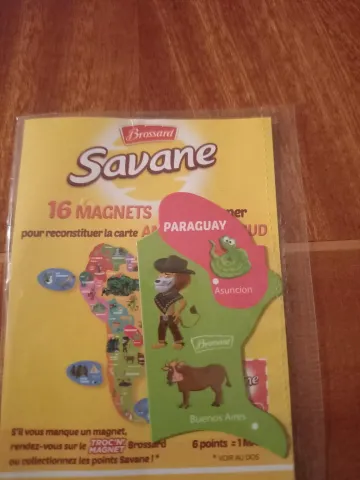 Brossard
Savane
16 MAGNETS
pour reconstituer la carte
UD
PARAGUAY
Asuncion
Brossard
Buenos Aires
S'il vous manque un magnet,
rendez-vous sur le TROC'N' MAGNET Brossard
ou collectionnez les points Savane ! *
6 points = 1
* VOIR AU DOS